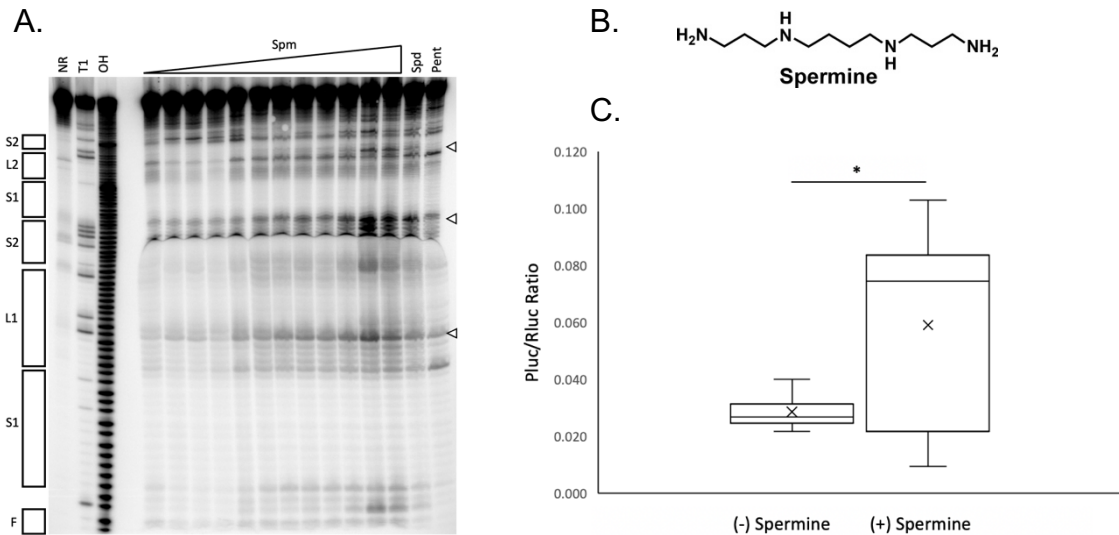 A.
Spm
NR T1 OH Spd Pent
S2
L2
S1
S2
L1
S1
F
B.
H
H₂N N N NH₂
H
Spermine
C.
*
0.120
0.100
0.080
0.060
0.040
0.020
0.000
Pluc/Rluc Ratio
(-) Spermine (+) Spermine